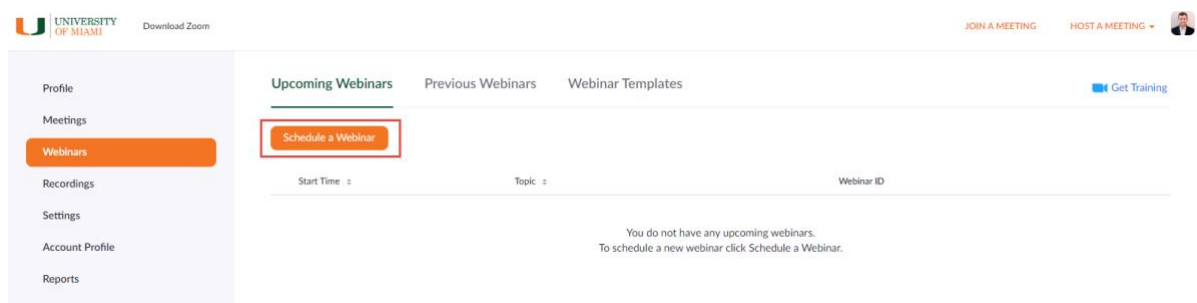 UNIVERSITY
OF MIAMI
Download Zoom
JOIN A MEETING
HOST A MEETING
Profile
Meetings
Webinars
Recordings
Settings
Account Profile
Reports
Upcoming Webinars
Previous Webinars
Webinar Templates
Get Training
Schedule a Webinar
Start Time
Topic
Webinar ID
You do not have any upcoming webinars.
To schedule a new webinar click Schedule a Webinar.